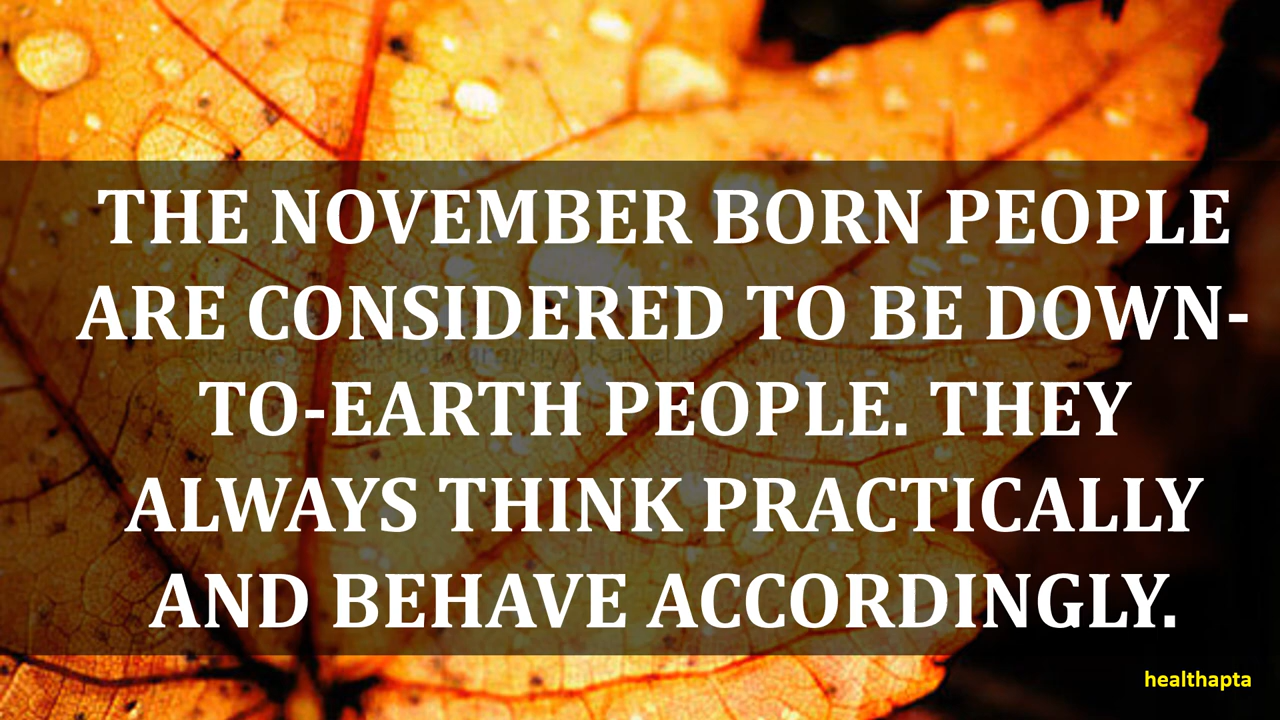 THE NOVEMBER BORN PEOPLE
ARE CONSIDERED TO BE DOWN-
TO-EARTH PEOPLE. THEY
ALWAYS THINK PRACTICALLY
AND BEHAVE ACCORDINGLY.
healthapta